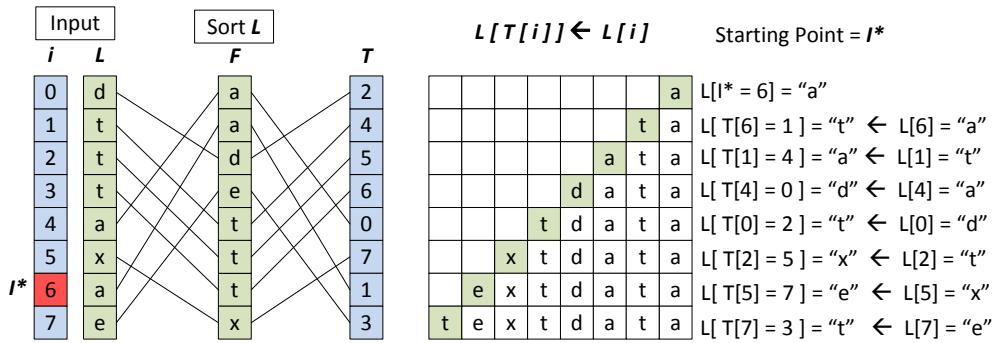 Input Sort L L [ T [ i ] ] ← L [ i ] Starting Point = I*
i L F T
0 d a 2 a L[I* = 6] = “a”
1 t a 4 t a L[ T[6] = 1 ] = “t” ← L[6] = “a”
2 t d 5 a t a L[ T[1] = 4 ] = “a” ← L[1] = “t”
3 t e 6 d a t a L[ T[4] = 0 ] = “d” ← L[4] = “a”
4 a t 0 t d a t a L[ T[0] = 2 ] = “t” ← L[0] = “d”
5 x t 7 x t d a t a L[ T[2] = 5 ] = “x” ← L[2] = “t”
I* 6 a t 1 e x t d a t a L[ T[5] = 7 ] = “e” ← L[5] = “x”
7 e x 3 t e x t d a t a L[ T[7] = 3 ] = “t” ← L[7] = “e”